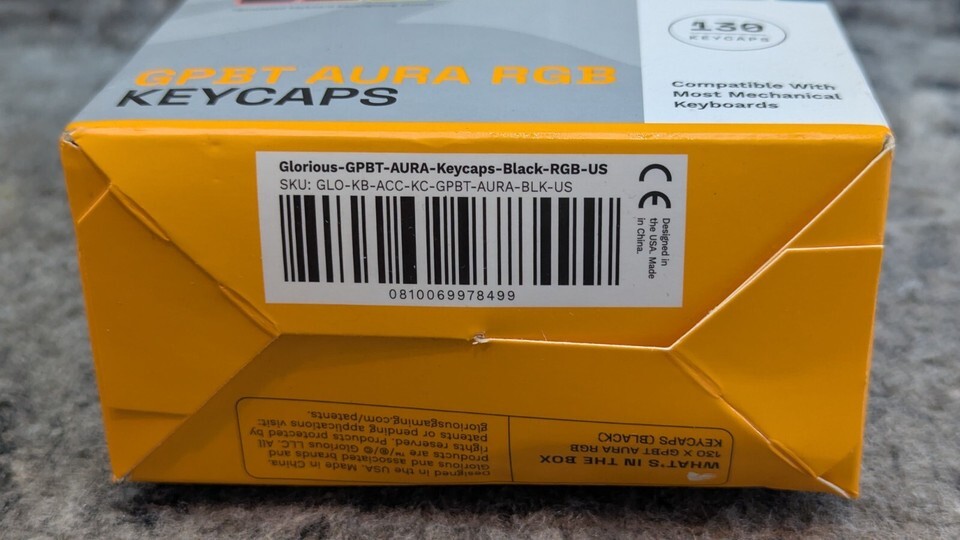 130
KEYCAPS
GPBT AURA RGB
KEYCAPS
Compatible With
Most Mechanical
Keyboards
Glorious-GPBT-AURA-Keycaps-Black-RGB-US
SKU: GLO-KB-ACC-KC-GPBT-AURA-BLK-US
0810069978499
CE
Designed in
the USA. Made
in China.
WHAT'S IN THE BOX
130 X GPBT AURA RGB
KEYCAPS (BLACK)
Designed in the USA. Made in China.
Glorious and associated brands and
products are ™/®/© Glorious LLC. All
rights reserved. Products protected by
patents or pending applications visit:
gloriousgaming.com/patents.